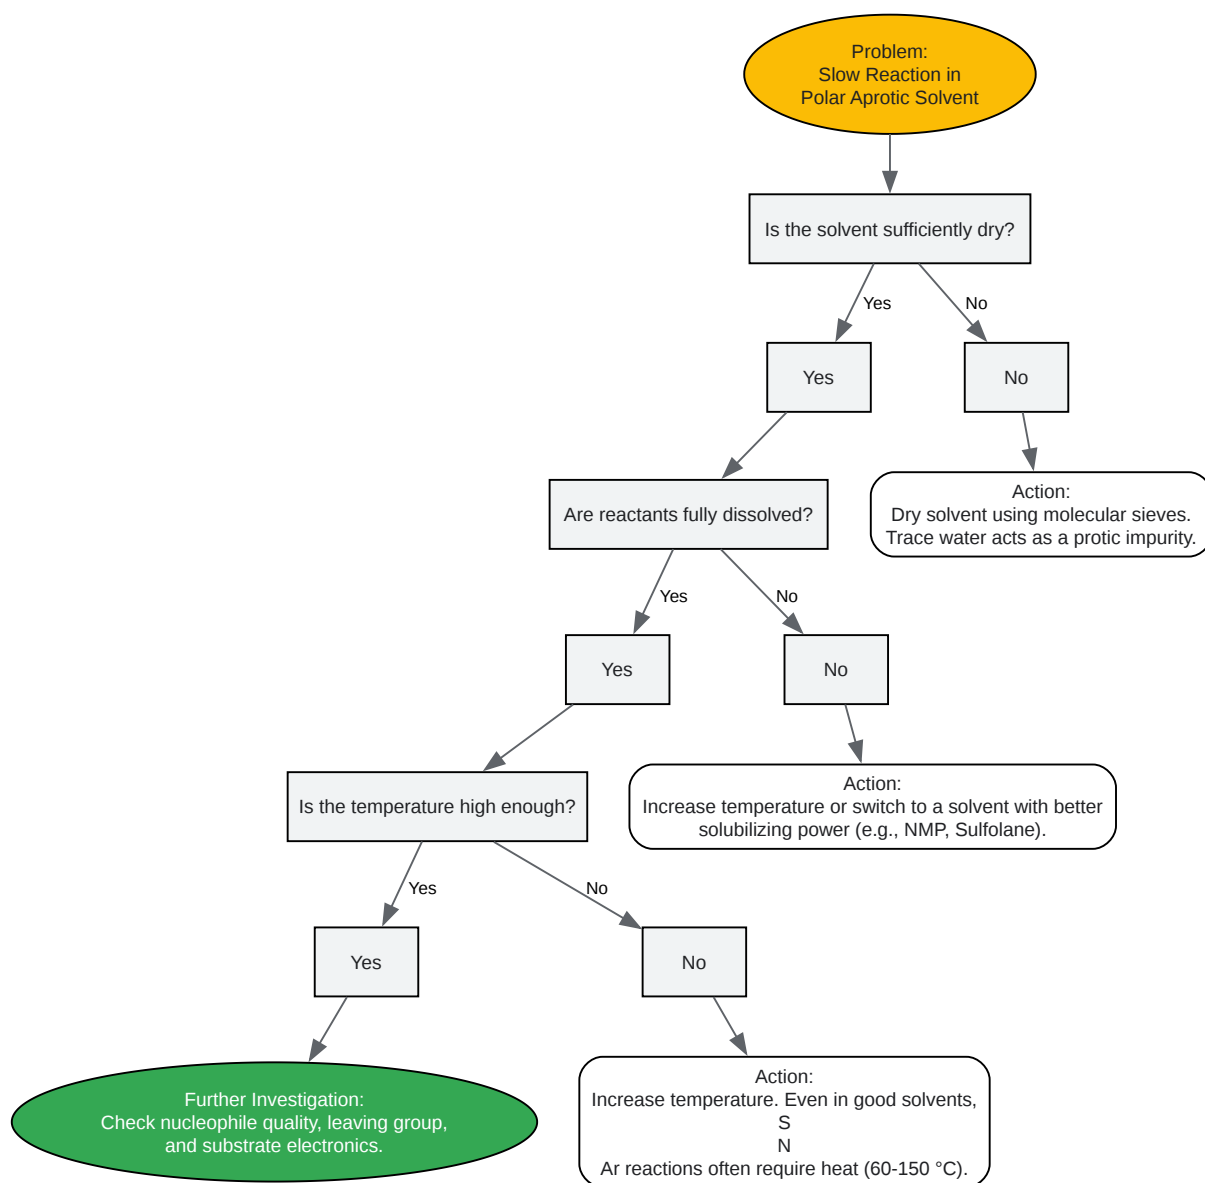 Problem:
Slow Reaction in
Polar Aprotic Solvent
Is the solvent sufficiently dry?
Yes
No
Yes
No
Action:
Dry solvent using molecular sieves.
Trace water acts as a protic impurity.
Are reactants fully dissolved?
Yes
No
Yes
No
Action:
Increase temperature or switch to a solvent with better
solubilizing power (e.g., NMP, Sulfolane).
Is the temperature high enough?
Yes
No
Yes
No
Further Investigation:
Check nucleophile quality, leaving group,
and substrate electronics.
Action:
Increase temperature. Even in good solvents,
S
N
Ar reactions often require heat (60-150 °C).